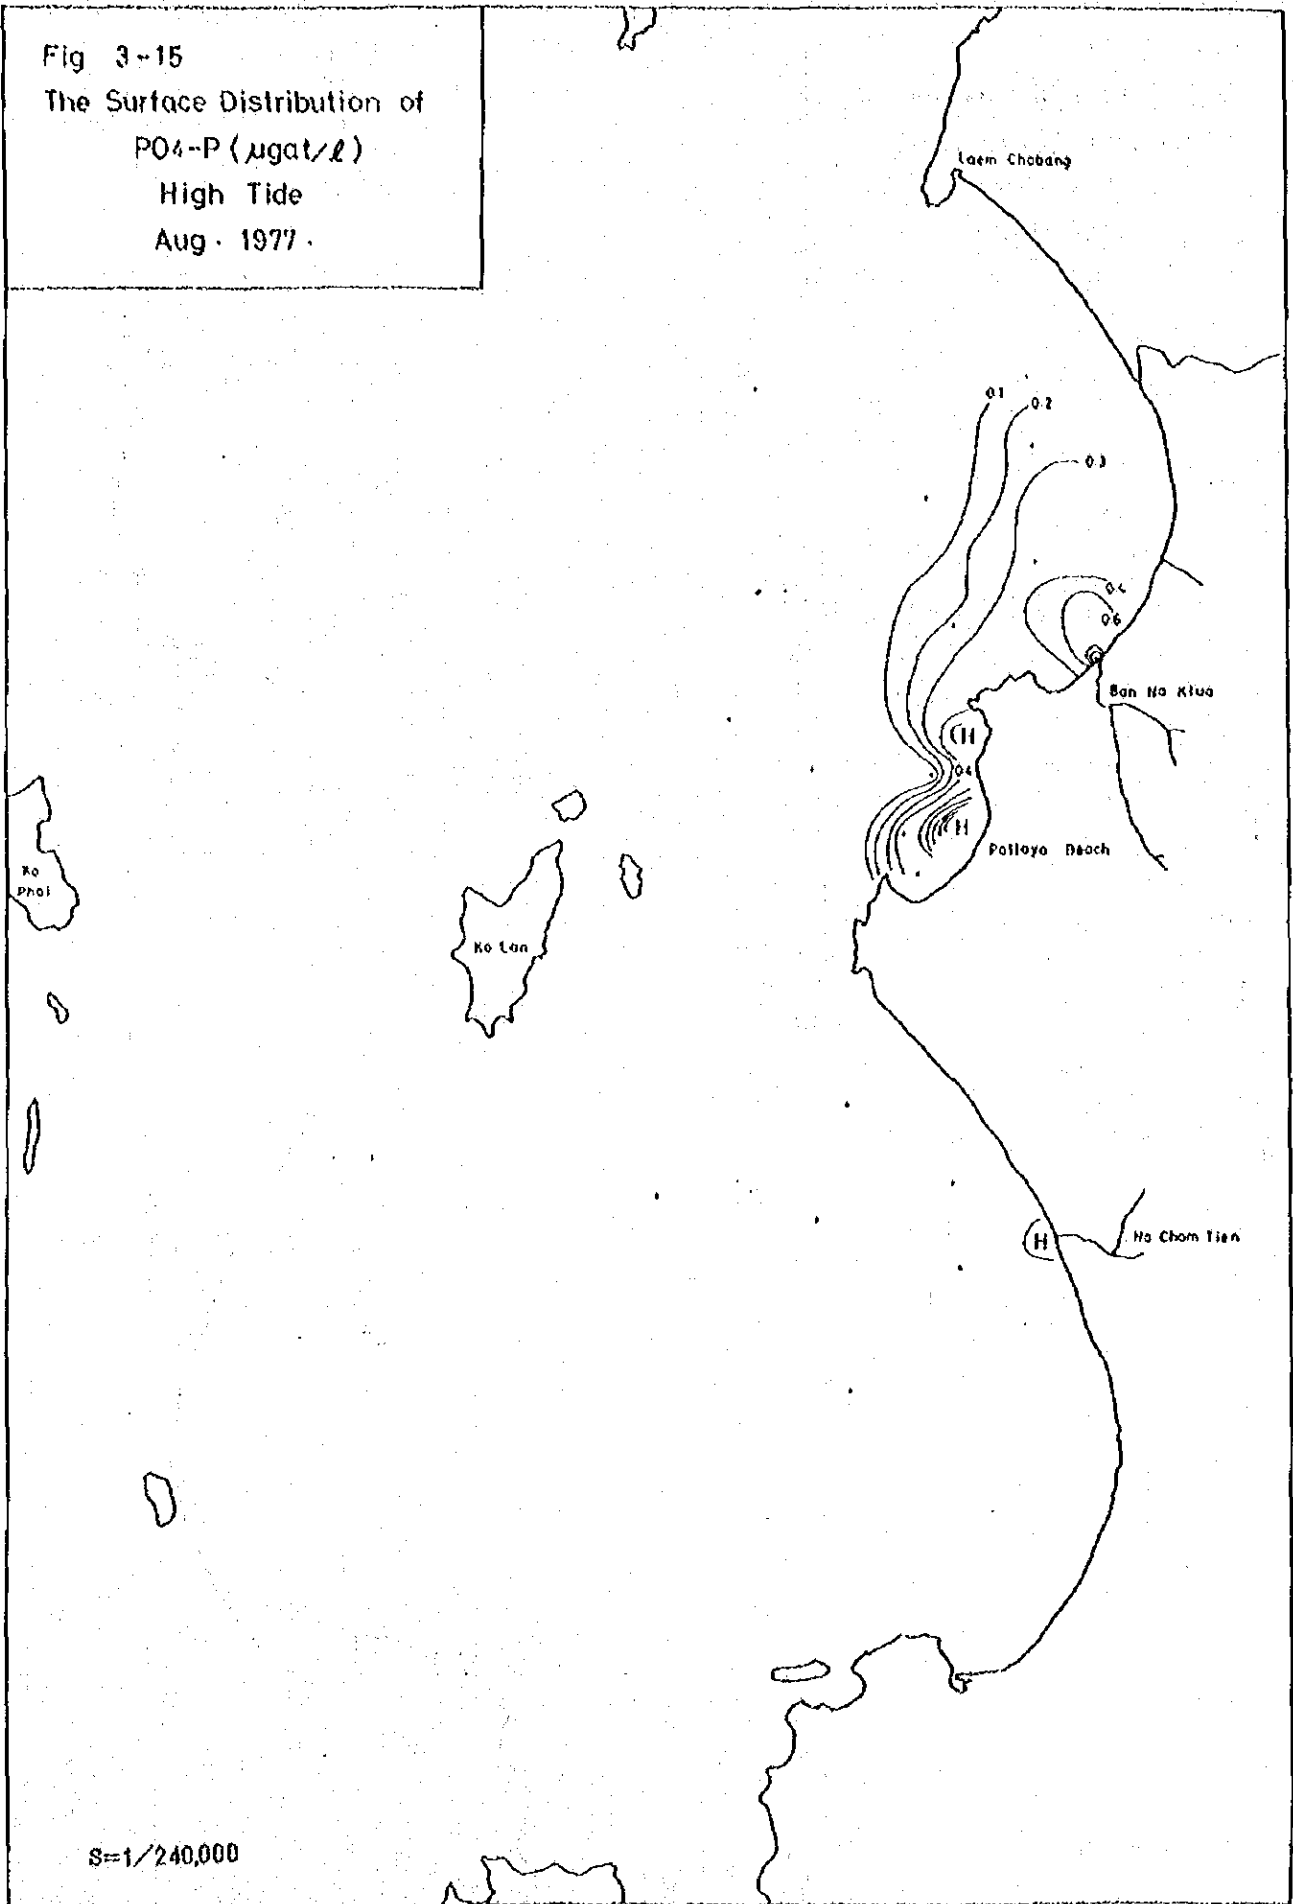 Fig 3-15
The Surface Distribution of
PO4-P (μgat/ℓ)
High Tide
Aug. 1977.
Laem Chabang
0.1
0.2
0.3
0.6
Ban Na Klua
H
0.4
H
Pattaya Beach
Ko
Phai
Ko Lan
H
Na Chom Tien
S=1/240,000